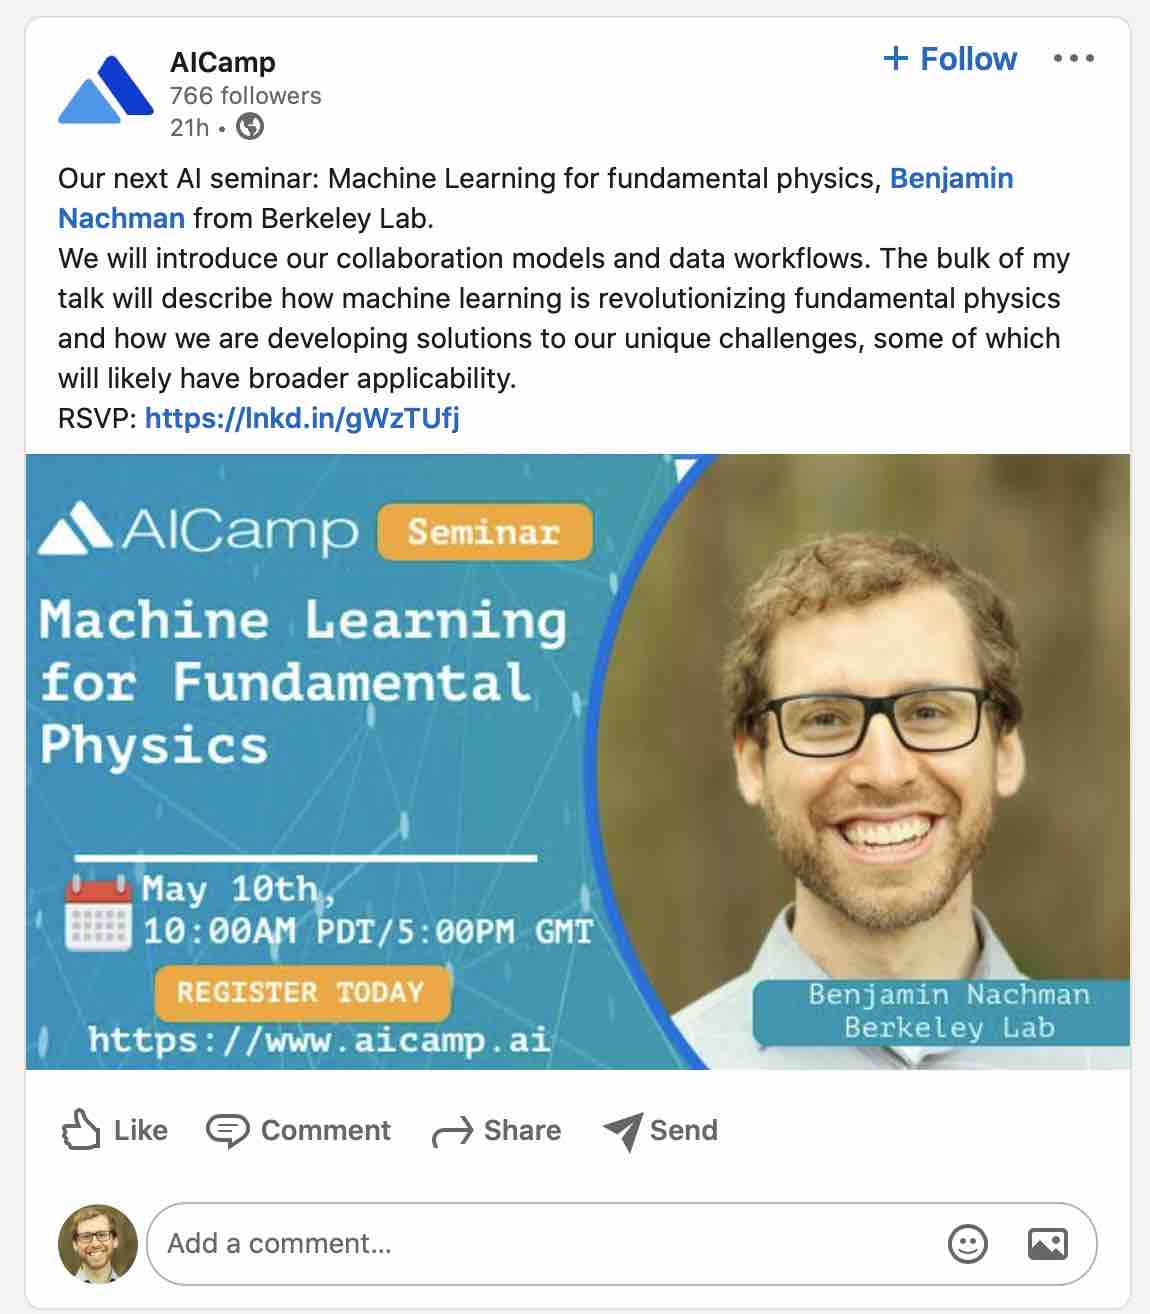 AICamp
+ Follow
766 followers
21h •
Our next AI seminar: Machine Learning for fundamental physics, Benjamin
Nachman from Berkeley Lab.
We will introduce our collaboration models and data workflows. The bulk of my
talk will describe how machine learning is revolutionizing fundamental physics
and how we are developing solutions to our unique challenges, some of which
will likely have broader applicability.
RSVP: https://lnkd.in/gWzTUfj
AICamp Seminar
Machine Learning
for Fundamental
Physics
May 10th,
10:00AM PDT/5:00PM GMT
REGISTER TODAY
https://www.aicamp.ai
Benjamin Nachman
Berkeley Lab
Like Comment Share Send
Add a comment...